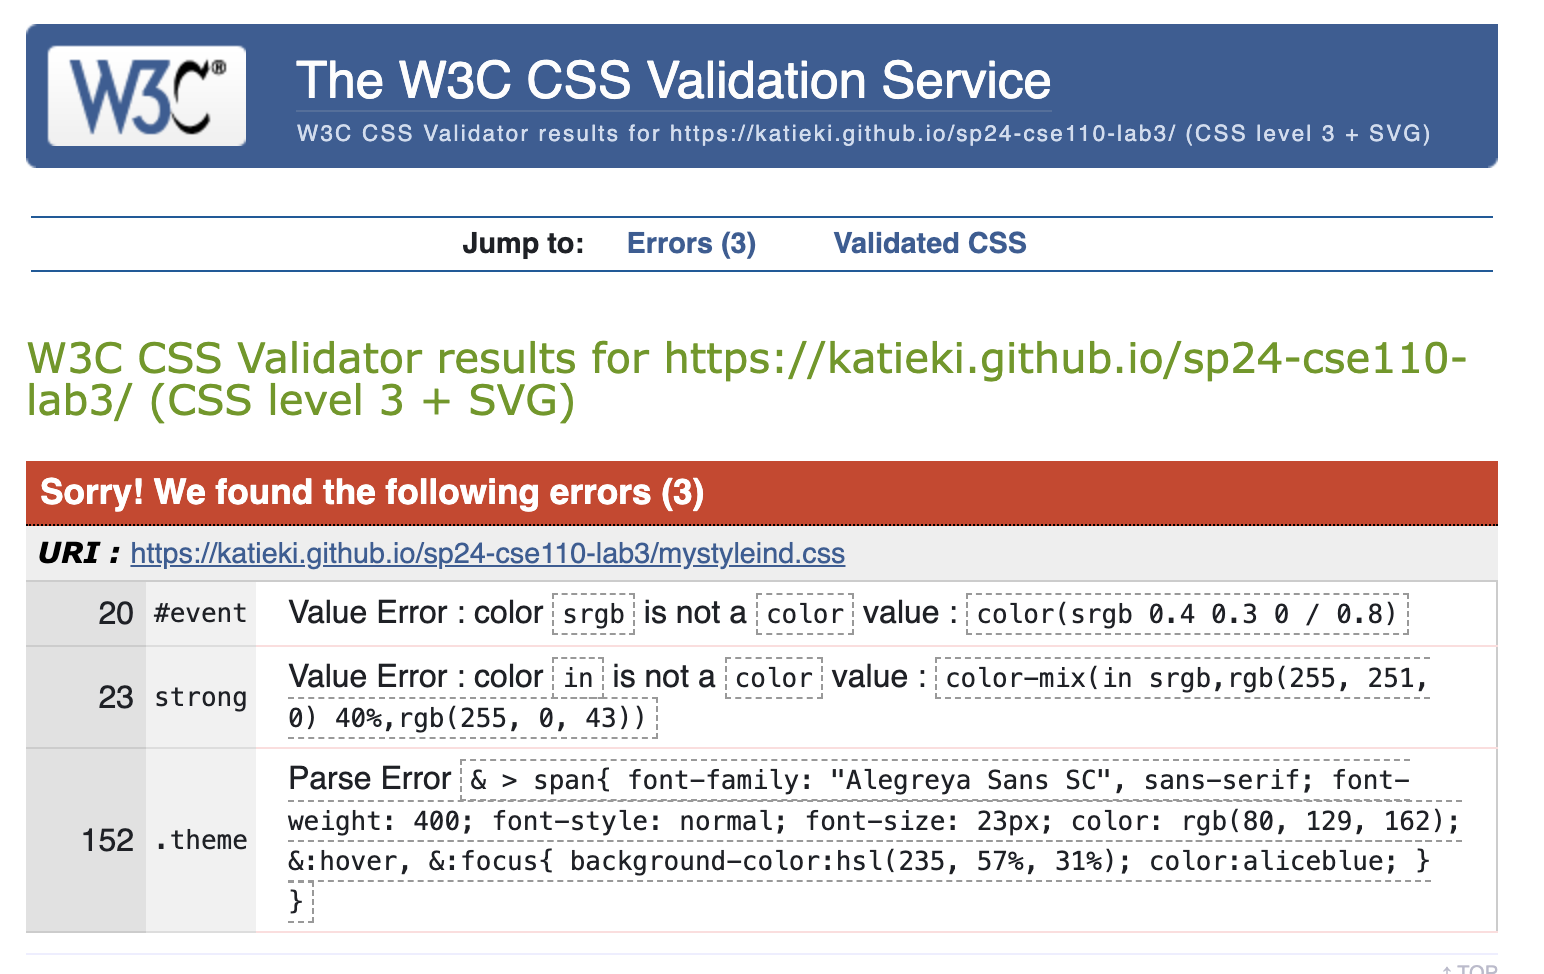 W3C®
The W3C CSS Validation Service
W3C CSS Validator results for https://katieki.github.io/sp24-cse110-lab3/ (CSS level 3 + SVG)
Jump to: Errors (3) Validated CSS
W3C CSS Validator results for https://katieki.github.io/sp24-cse110-
lab3/ (CSS level 3 + SVG)
Sorry! We found the following errors (3)
URI : https://katieki.github.io/sp24-cse110-lab3/mystyleind.css
20 #event Value Error : color srgb is not a color value : color(srgb 0.4 0.3 0 / 0.8)
23 strong Value Error : color in is not a color value : color-mix(in srgb,rgb(255, 251,
0) 40%,rgb(255, 0, 43))
152 .theme Parse Error & > span{ font-family: "Alegreya Sans SC", sans-serif; font-
weight: 400; font-style: normal; font-size: 23px; color: rgb(80, 129, 162);
&:hover, &:focus{ background-color:hsl(235, 57%, 31%); color:aliceblue; }
}
↑ TOP